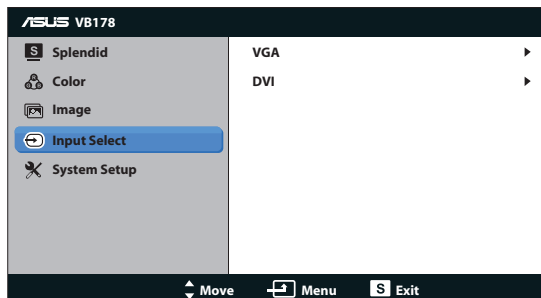 ASUS VB178
S Splendid
Color
Image
Input Select
System Setup
VGA
DVI
Move Menu S Exit